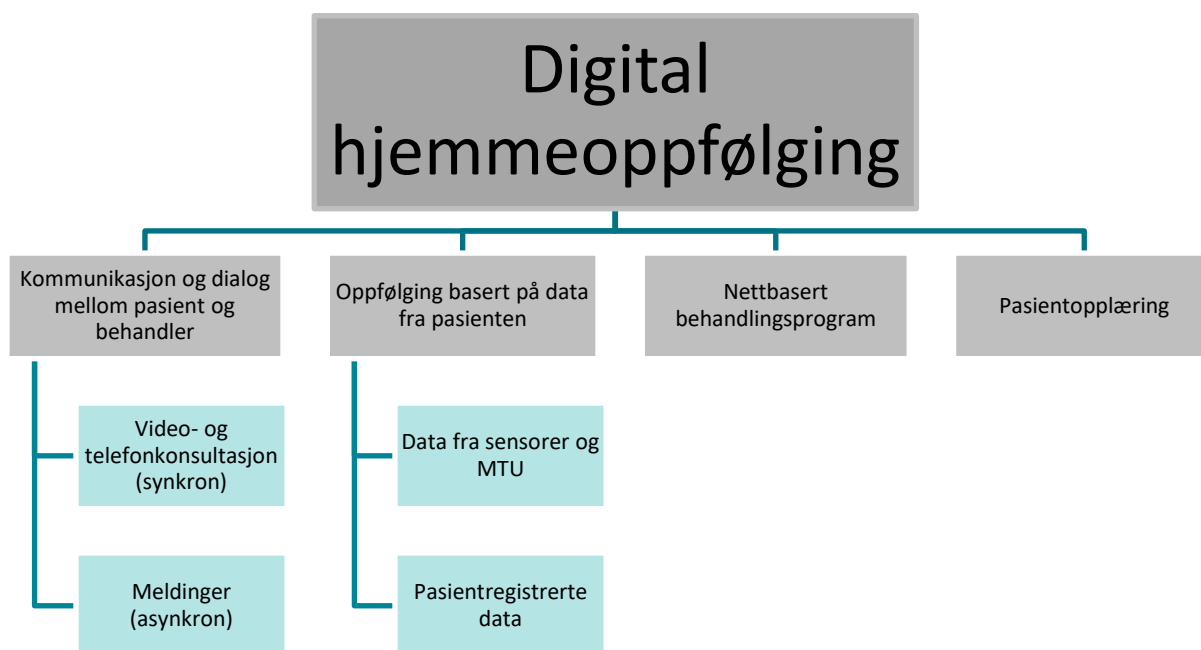 Digital
hjemmeoppfølging
Kommunikasjon og dialog
mellom pasient og
behandler
Oppfølging basert på data
fra pasienten
Nettbasert
behandlingsprogram
Pasientopplæring
Video- og
telefonkonsultasjon
(synkron)
Data fra sensorer og
MTU
Meldinger
(asynkron)
Pasientregistrerte
data